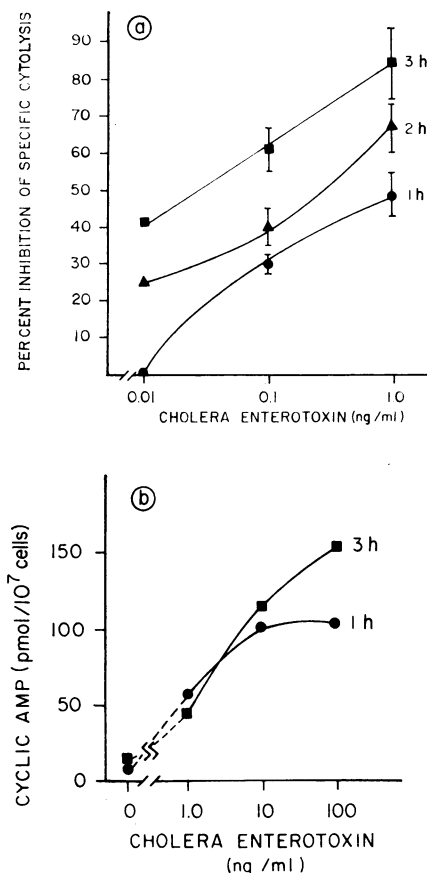 a
PERCENT INHIBITION OF SPECIFIC CYTOLYSIS
90
80
70
60
50
40
30
20
10
3 h
2 h
1 h
0.01
0.1
1.0
CHOLERA ENTEROTOXIN (ng/ml)
b
CYCLIC AMP (pmol/10⁷ cells)
150
100
50
0
3 h
1 h
0
1.0
10
100
CHOLERA ENTEROTOXIN
(ng/ml)